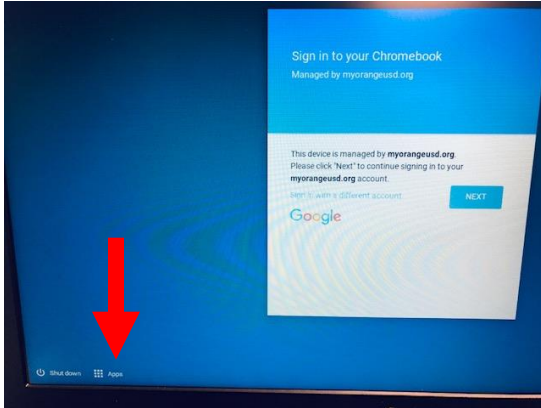 Sign in to your Chromebook
Managed by myorangeusd.org
This device is managed by myorangeusd.org.
Please click "Next" to continue signing in to your
myorangeusd.org account.
Sign in with a different account
NEXT
Google
Shut down
Apps